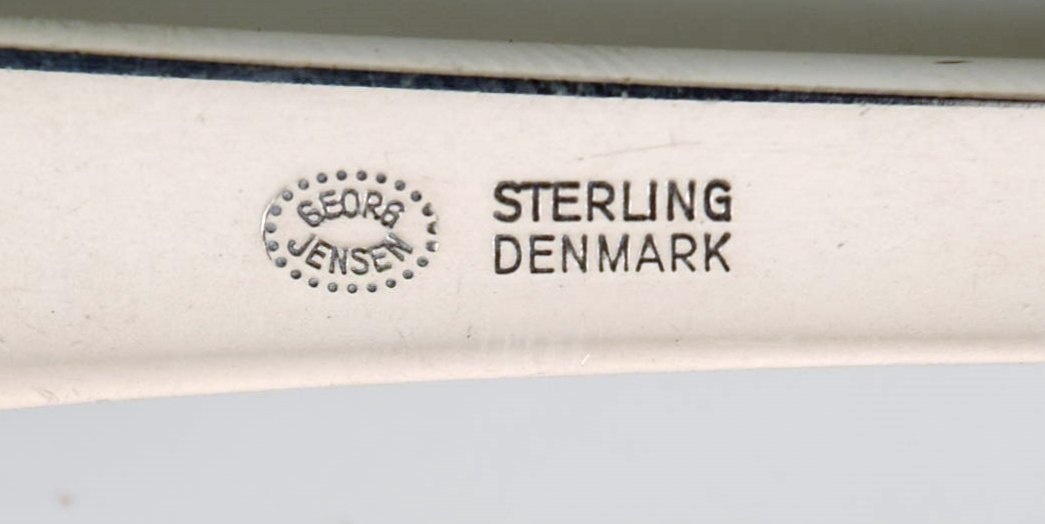 GEORG
JENSEN
STERLING
DENMARK